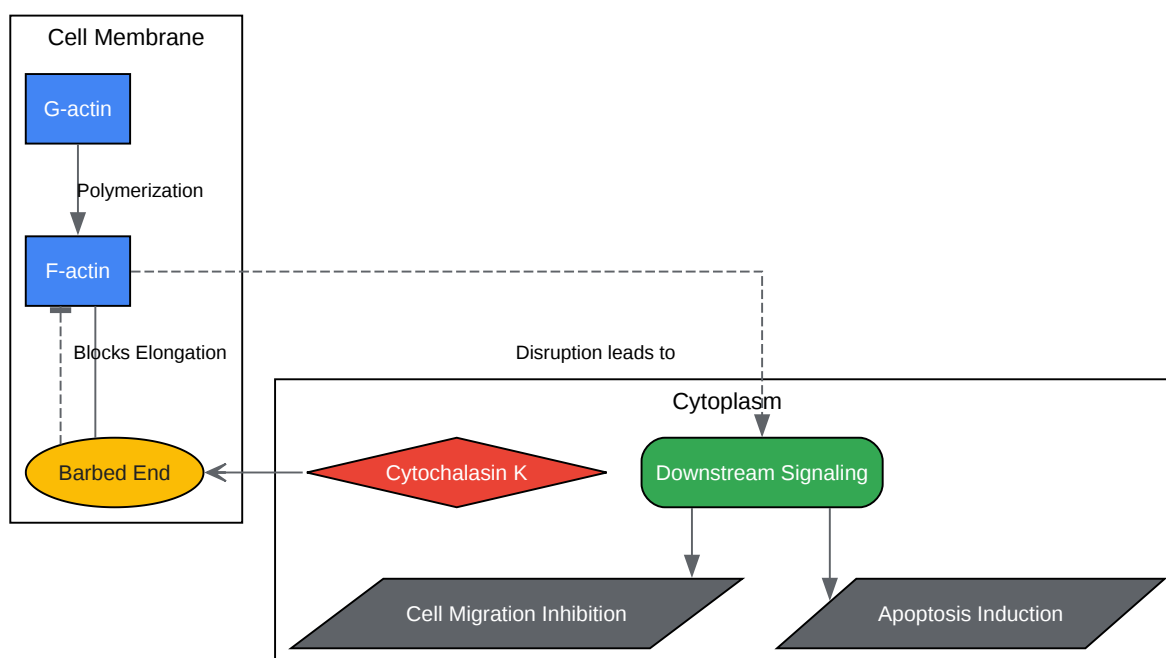 Cell Membrane
G-actin
Polymerization
F-actin
Blocks Elongation
Disruption leads to
Cytoplasm
Barbed End
Cytochalasin K
Downstream Signaling
Cell Migration Inhibition
Apoptosis Induction